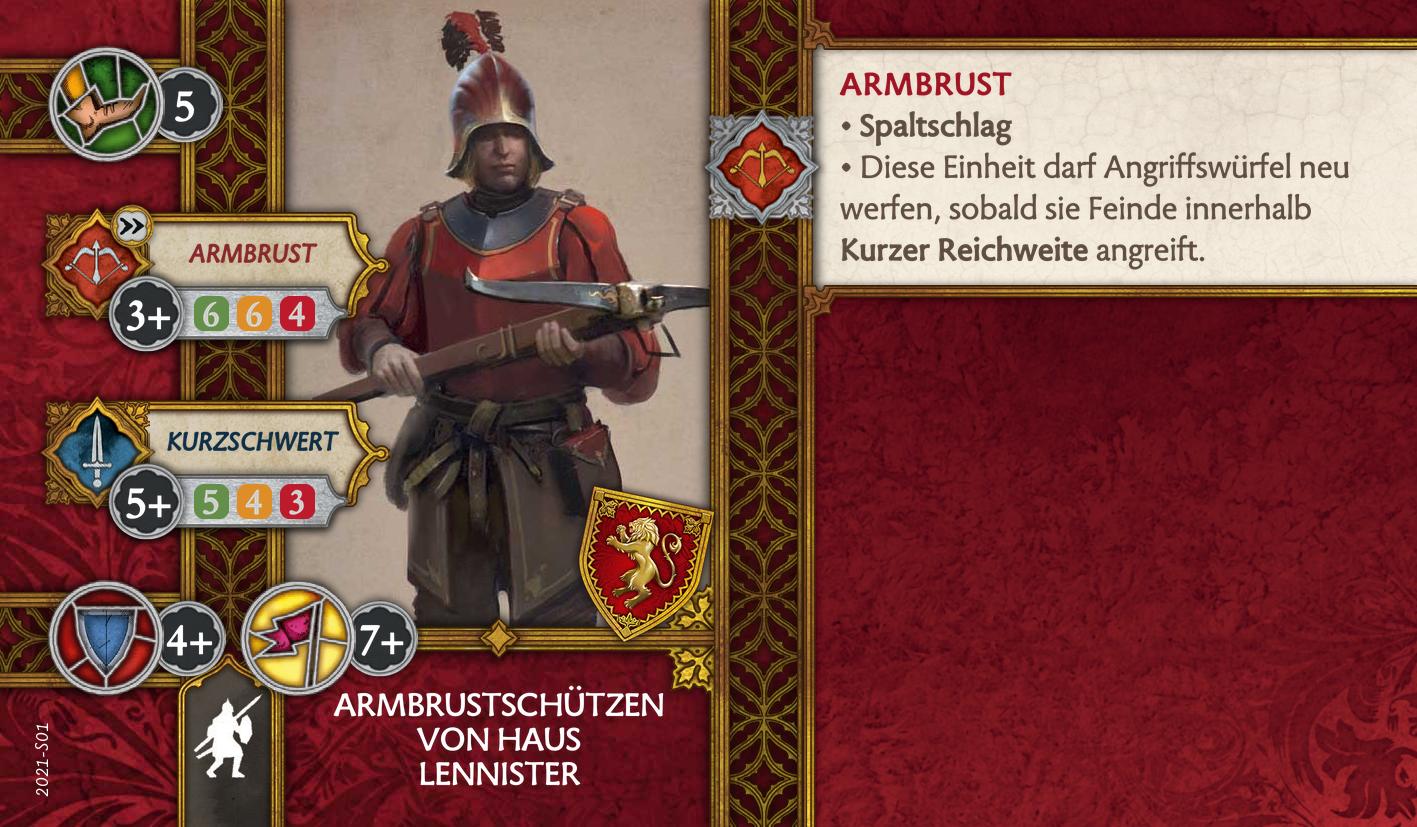 5
ARMBRUST
3+ 6 6 4
KURZSCHWERT
5+ 5 4 3
4+ 7+
ARMBRUSTSCHÜTZEN
VON HAUS
LENNISTER
2021-S01
ARMBRUST
• Spaltschlag
• Diese Einheit darf Angriffswürfel neu
werfen, sobald sie Feinde innerhalb
Kurzer Reichweite angreift.